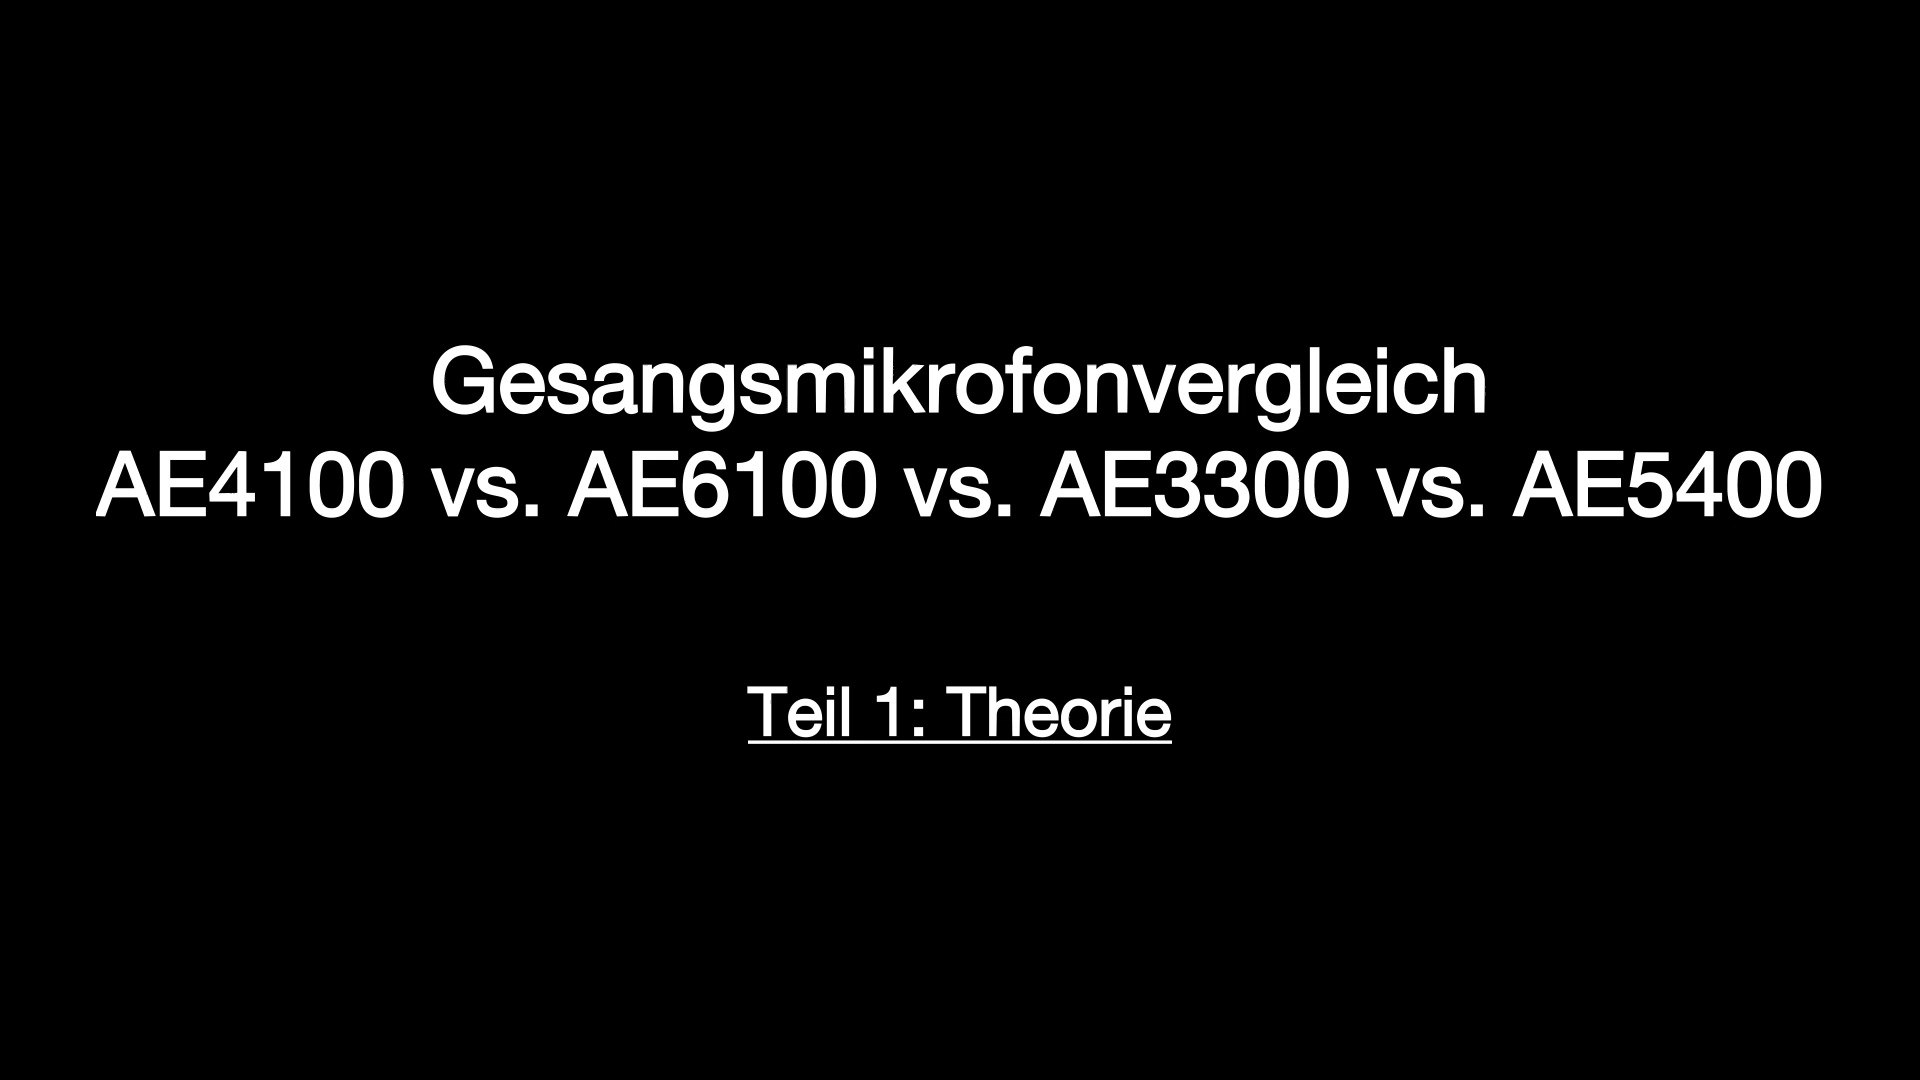 Gesangsmikrofonvergleich
AE4100 vs. AE6100 vs. AE3300 vs. AE5400
Teil 1: Theorie